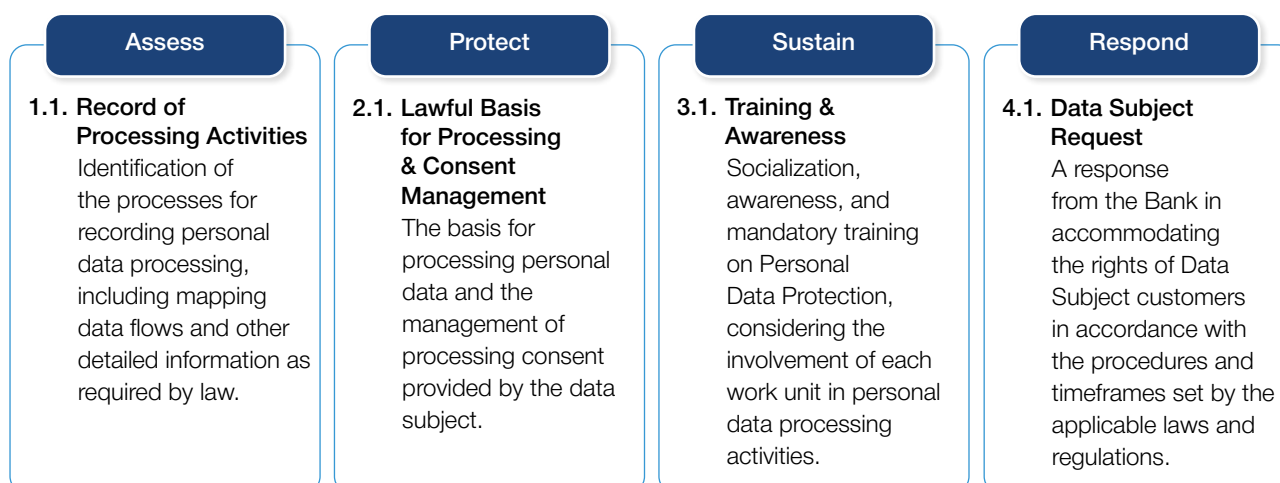 Assess
1.1. Record of
Processing Activities
Identification of
the processes for
recording personal
data processing,
including mapping
data flows and other
detailed information as
required by law.
Protect
2.1. Lawful Basis
for Processing
& Consent
Management
The basis for
processing personal
data and the
management of
processing consent
provided by the data
subject.
Sustain
3.1. Training &
Awareness
Socialization,
awareness, and
mandatory training
on Personal
Data Protection,
considering the
involvement of each
work unit in personal
data processing
activities.
Respond
4.1. Data Subject
Request
A response
from the Bank in
accommodating
the rights of Data
Subject customers
in accordance with
the procedures and
timeframes set by the
applicable laws and
regulations.